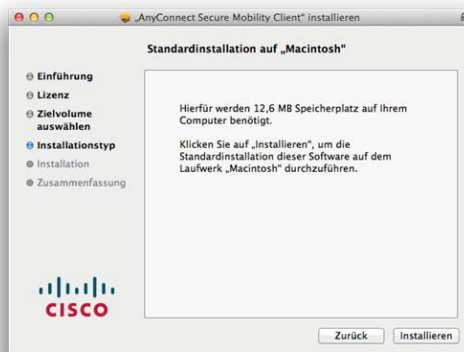 „AnyConnect Secure Mobility Client" installieren
Standardinstallation auf „Macintosh"
Einführung
Lizenz
Zielvolume
auswählen
Installationstyp
Installation
Zusammenfassung
Hierfür werden 12,6 MB Speicherplatz auf Ihrem
Computer benötigt.
Klicken Sie auf „Installieren", um die
Standardinstallation dieser Software auf dem
Laufwerk „Macintosh" durchzuführen.
CISCO
Zurück
Installieren